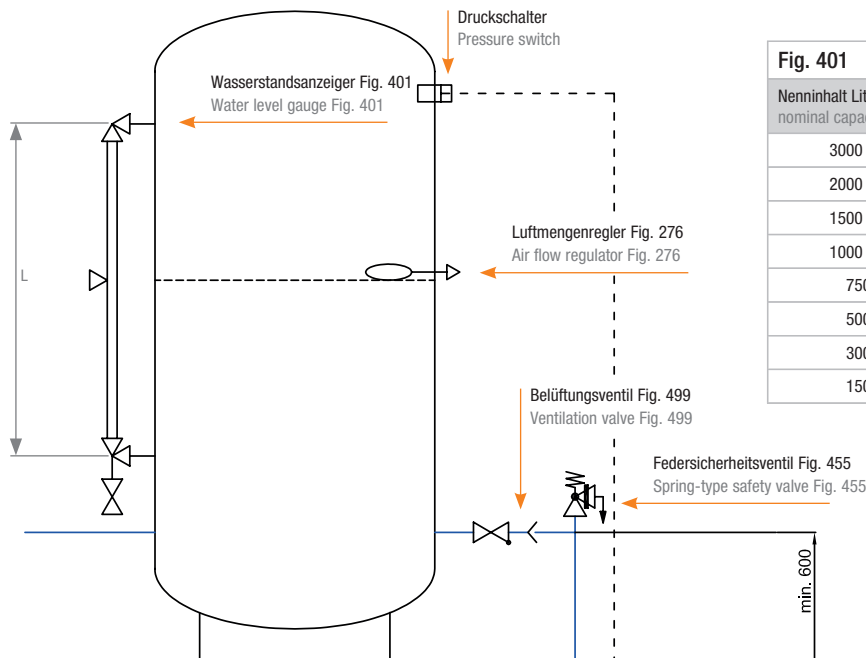 Druckschalter
Pressure switch
Wasserstandsanzeiger Fig. 401
Water level gauge Fig. 401
Fig. 401
Nenninhalt Lit
nominal capac
3000
2000
1500
1000
750
500
300
150
L
Luftmengenregler Fig. 276
Air flow regulator Fig. 276
Belüftungsventil Fig. 499
Ventilation valve Fig. 499
Federsicherheitsventil Fig. 455
Spring-type safety valve Fig. 455
min. 600